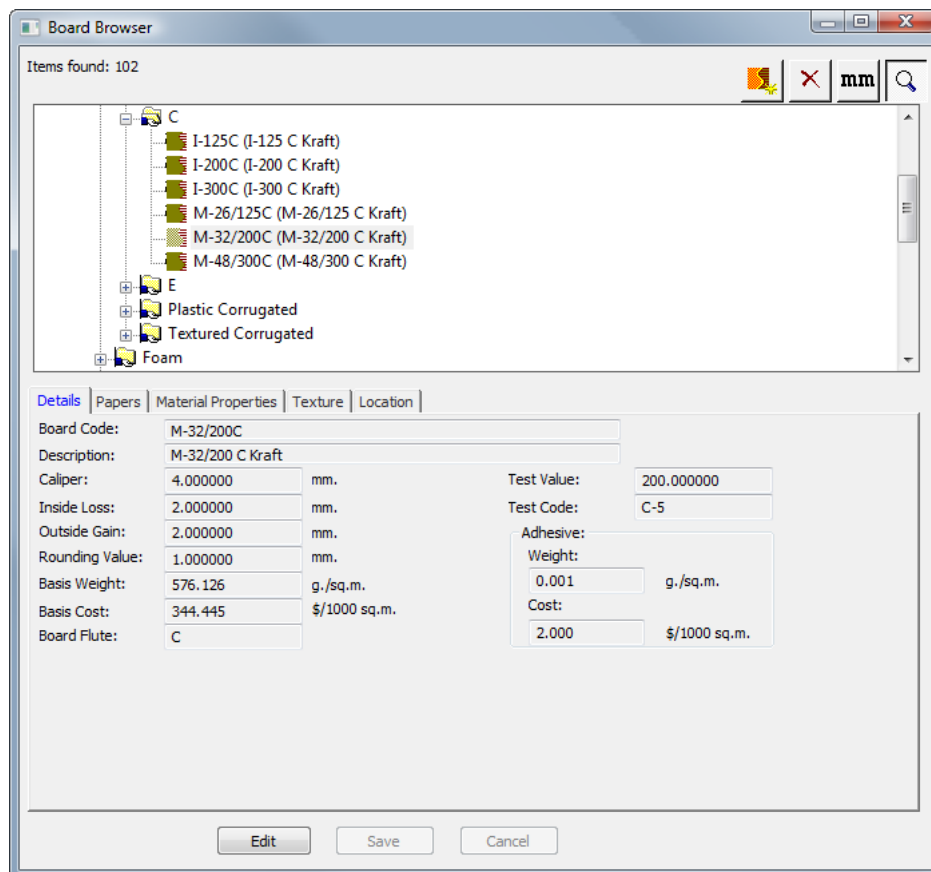 Board Browser
Items found: 102
mm
C
I-125C (I-125 C Kraft)
I-200C (I-200 C Kraft)
I-300C (I-300 C Kraft)
M-26/125C (M-26/125 C Kraft)
M-32/200C (M-32/200 C Kraft)
M-48/300C (M-48/300 C Kraft)
E
Plastic Corrugated
Textured Corrugated
Foam
Details Papers Material Properties Texture Location
Board Code: M-32/200C
Description: M-32/200 C Kraft
Caliper: 4.000000 mm. Test Value: 200.000000
Inside Loss: 2.000000 mm. Test Code: C-5
Outside Gain: 2.000000 mm. Adhesive:
Rounding Value: 1.000000 mm. Weight:
Basis Weight: 576.126 g./sq.m. 0.001 g./sq.m.
Basis Cost: 344.445 $/1000 sq.m. Cost:
Board Flute: C 2.000 $/1000 sq.m.
Edit Save Cancel